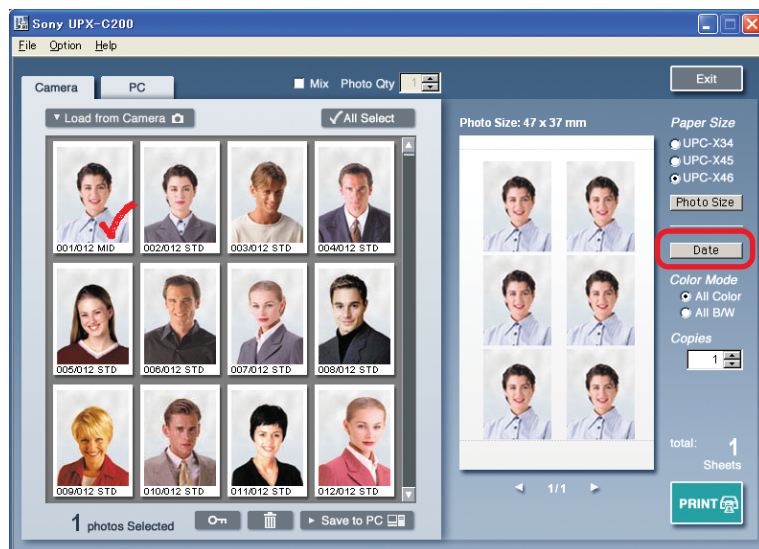 Sony UPX-C200
File Option Help
Camera PC
Mix Photo Qty 1
Exit
Load from Camera
All Select
Photo Size: 47 x 37 mm
Paper Size
UPC-X34
UPC-X45
UPC-X46
Photo Size
Date
Color Mode
All Color
All B/W
Copies
1
001/012 MID 002/012 STD 003/012 STD 004/012 STD
005/012 STD 006/012 STD 007/012 STD 008/012 STD
009/012 STD 010/012 STD 011/012 STD 012/012 STD
total: 1
Sheets
1/1
PRINT
1 photos Selected
Save to PC